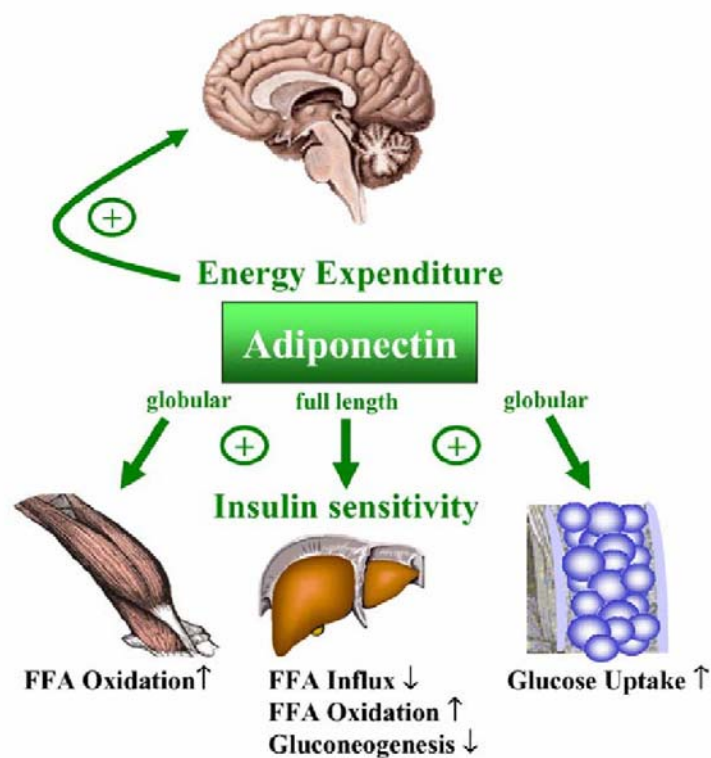 +
Energy Expenditure
Adiponectin
globular full length globular
+ +
Insulin sensitivity
FFA Oxidation↑ FFA Influx ↓ Glucose Uptake ↑
FFA Oxidation ↑
Gluconeogenesis ↓